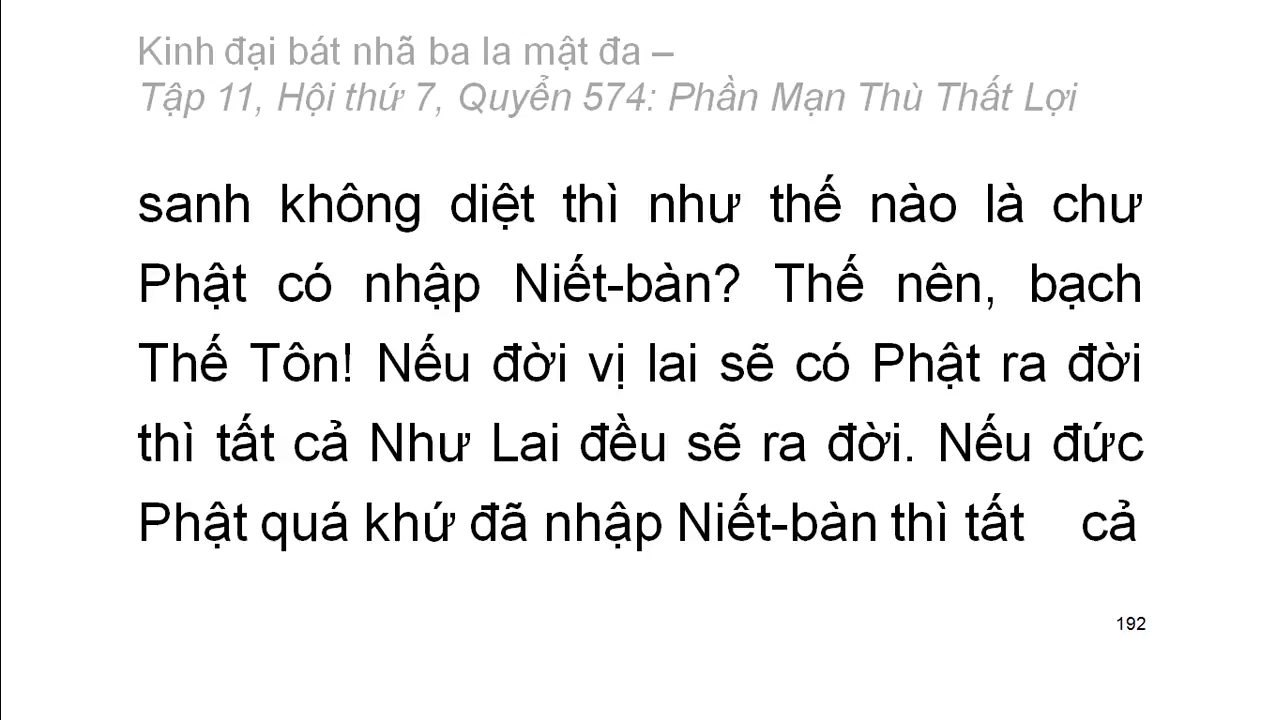 Kinh đại bát nhã ba la mật đa –
Tập 11, Hội thứ 7, Quyển 574: Phần Mạn Thù Thất Lợi
sanh không diệt thì như thế nào là chư
Phật có nhập Niết-bàn? Thế nên, bạch
Thế Tôn! Nếu đời vị lai sẽ có Phật ra đời
thì tất cả Như Lai đều sẽ ra đời. Nếu đức
Phật quá khứ đã nhập Niết-bàn thì tất cả
192